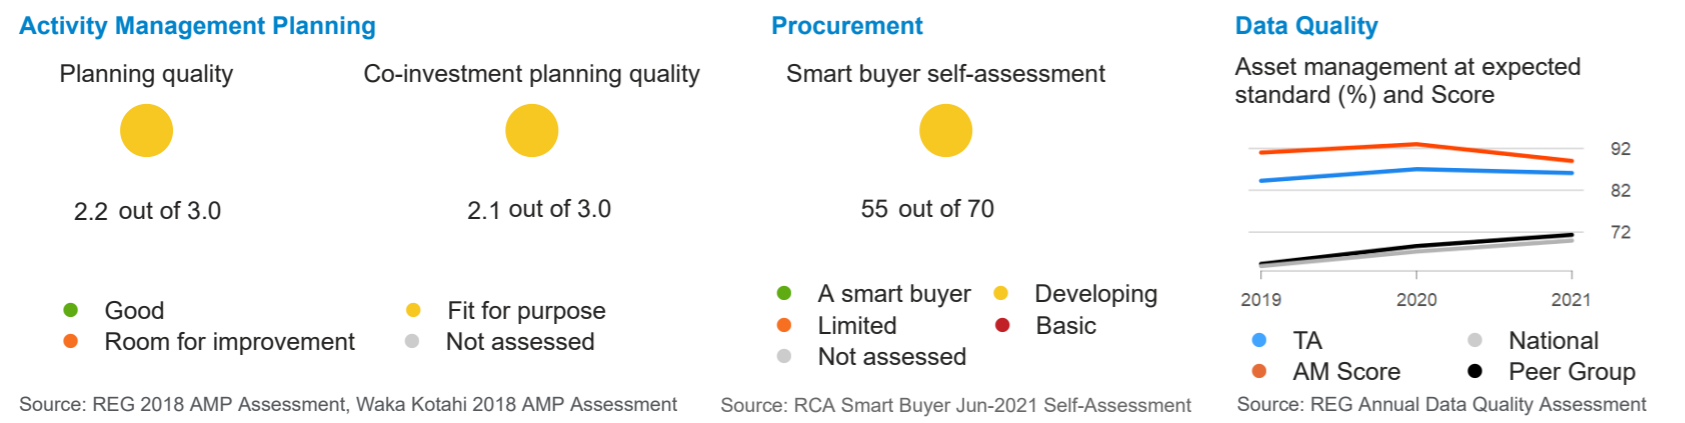 Activity Management Planning
Planning quality
Co-investment planning quality
2.2 out of 3.0
2.1 out of 3.0
Good
Fit for purpose
Room for improvement
Not assessed
Source: REG 2018 AMP Assessment, Waka Kotahi 2018 AMP Assessment
Procurement
Smart buyer self-assessment
55 out of 70
A smart buyer
Developing
Limited
Basic
Not assessed
Source: RCA Smart Buyer Jun-2021 Self-Assessment
Data Quality
Asset management at expected
standard (%) and Score
92
82
72
2019 2020 2021
TA
National
AM Score
Peer Group
Source: REG Annual Data Quality Assessment